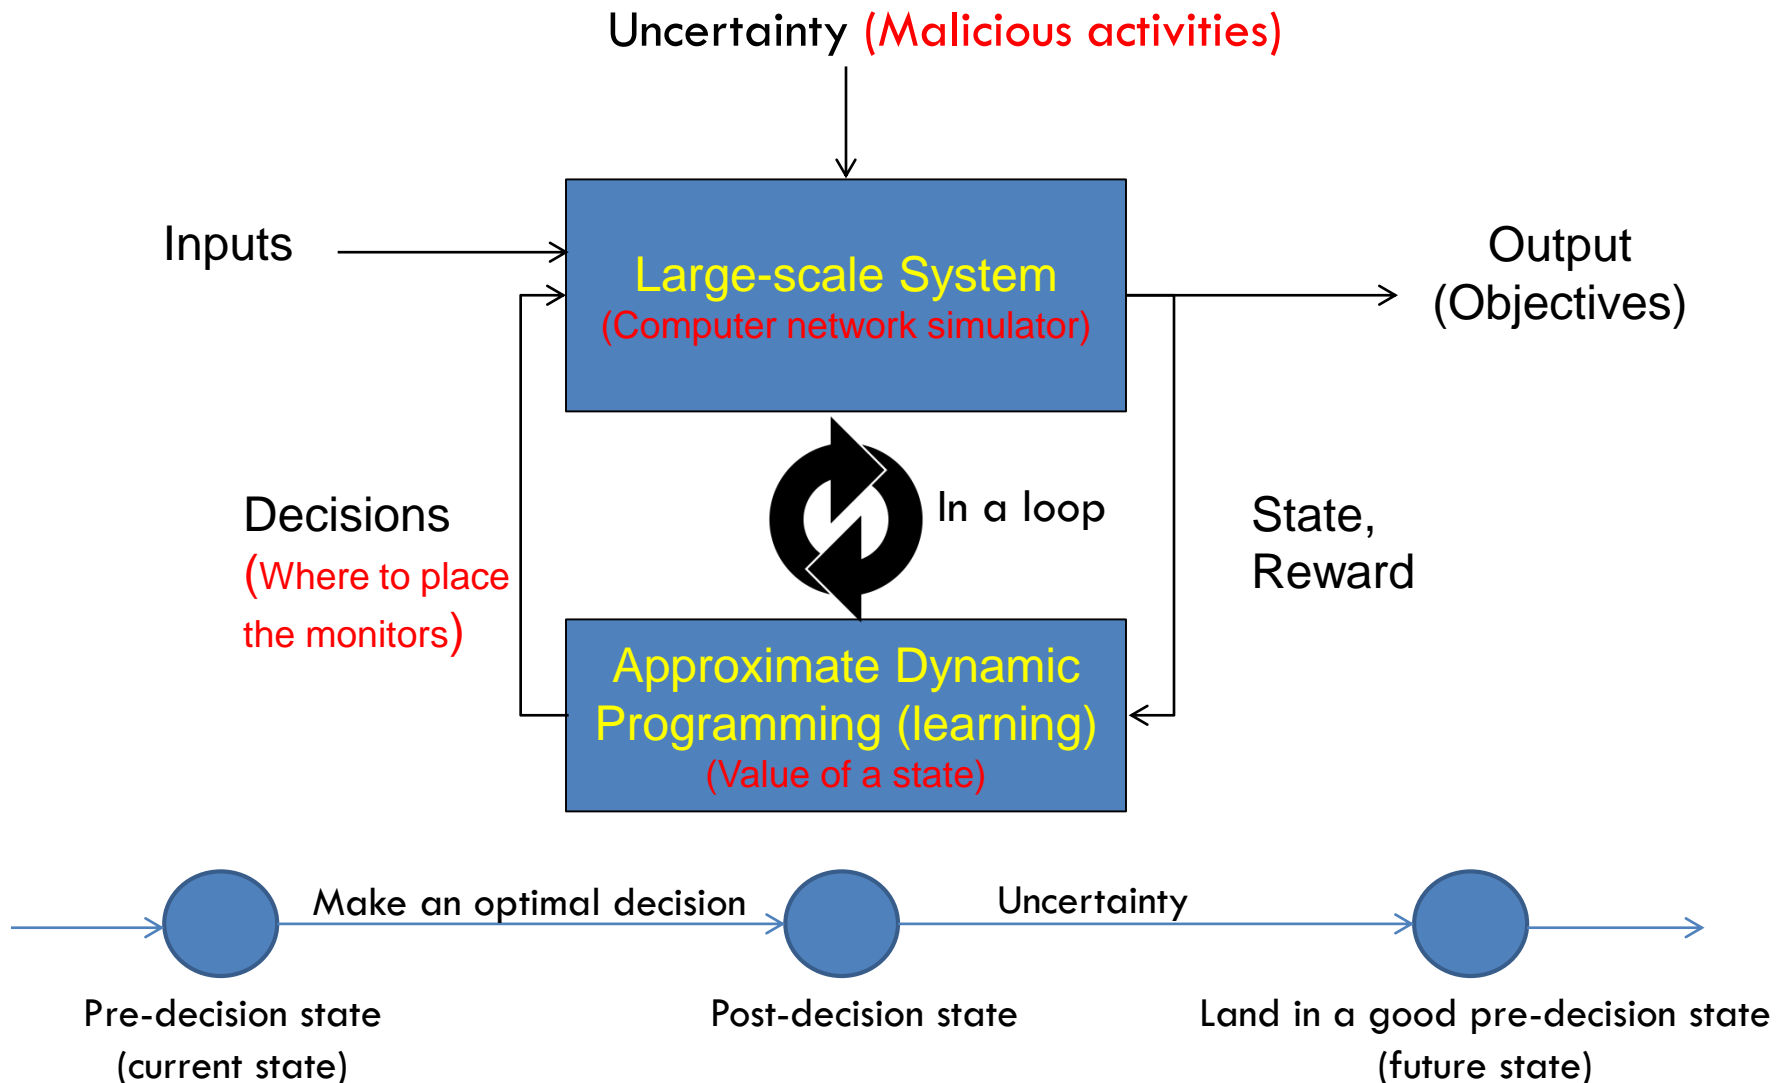 Uncertainty (Malicious activities)
Inputs
Large-scale System
(Computer network simulator)
Output
(Objectives)
Decisions
(Where to place
the monitors)
In a loop
State,
Reward
Approximate Dynamic
Programming (learning)
(Value of a state)
Make an optimal decision
Uncertainty
Pre-decision state
(current state)
Post-decision state
Land in a good pre-decision state
(future state)